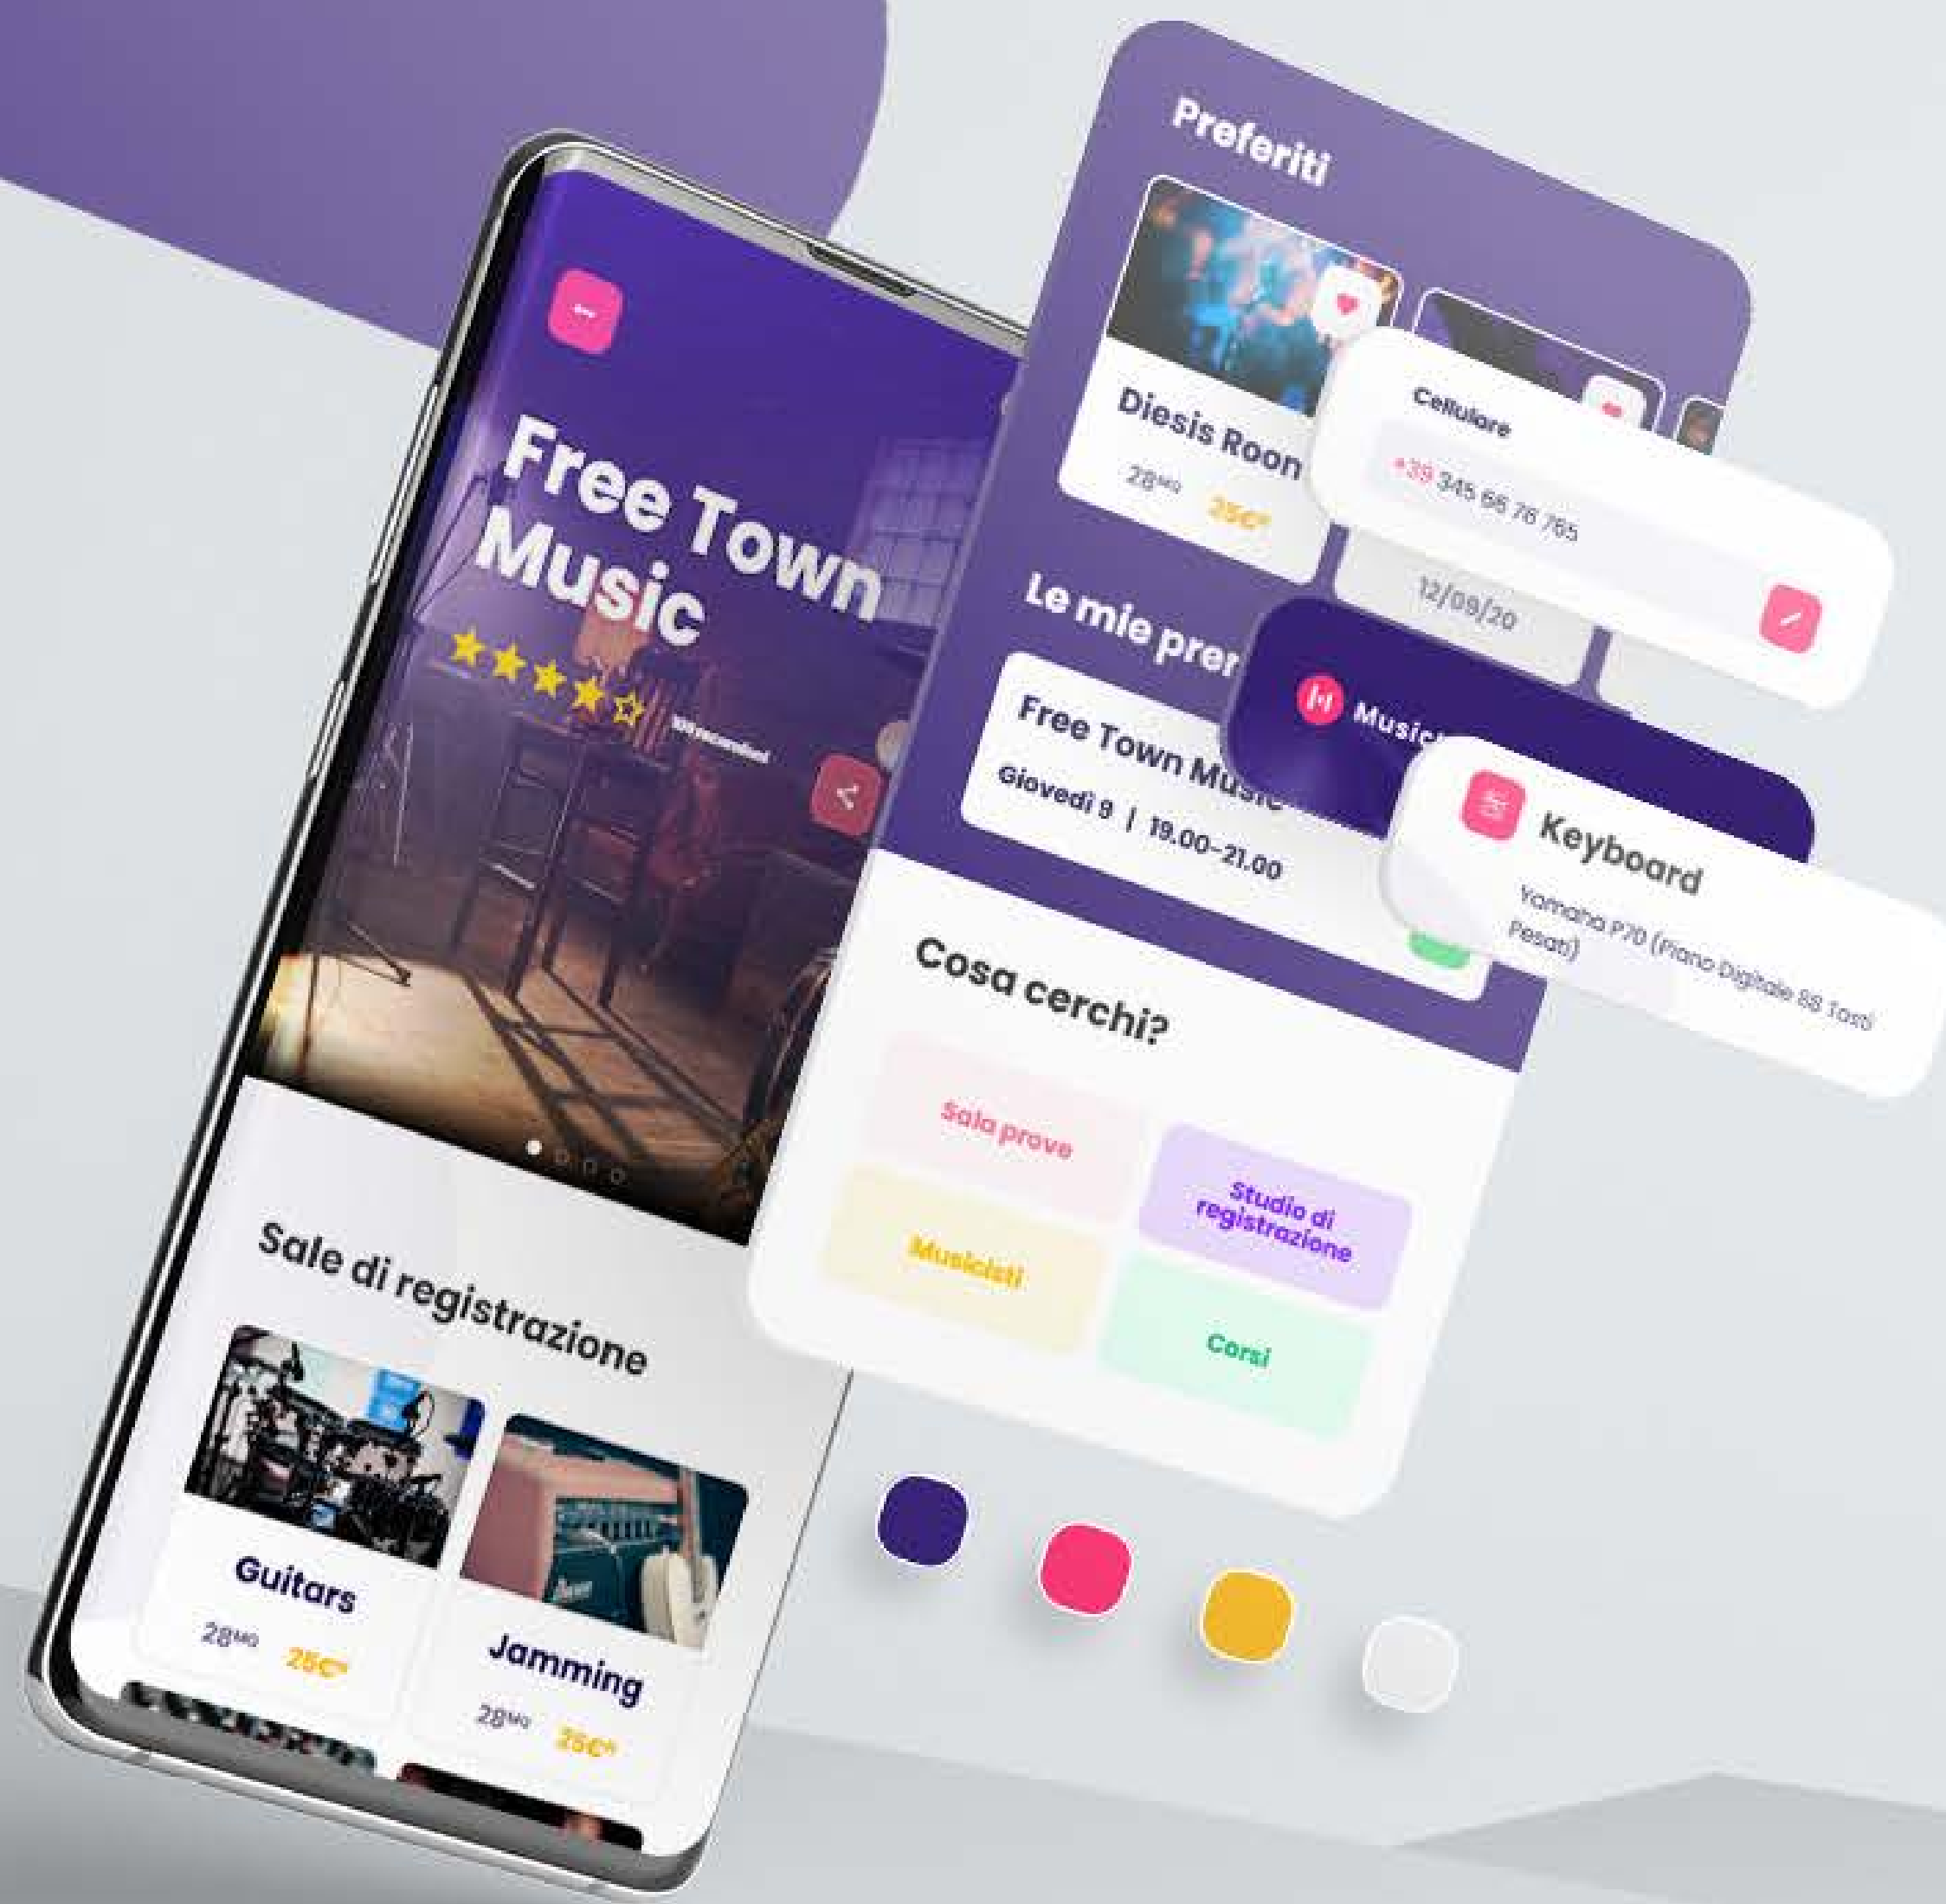 Free Town
Music
Sale di registrazione
Guitars
28MQ 25€h
Jamming
28MQ 25€h
Preferiti
Diesis Roon
28MQ 25€h
12/09/20
Le mie pren
Free Town Music
Giovedì 9 | 19.00-21.00
Cosa cerchi?
Sala prove
Studio di
registrazione
Musicisti
Corsi
Cellulare
+39 345 66 76 765
Music
Keyboard
Yamaha P70 (Piano Digitale 88 Tasti
Pesati)